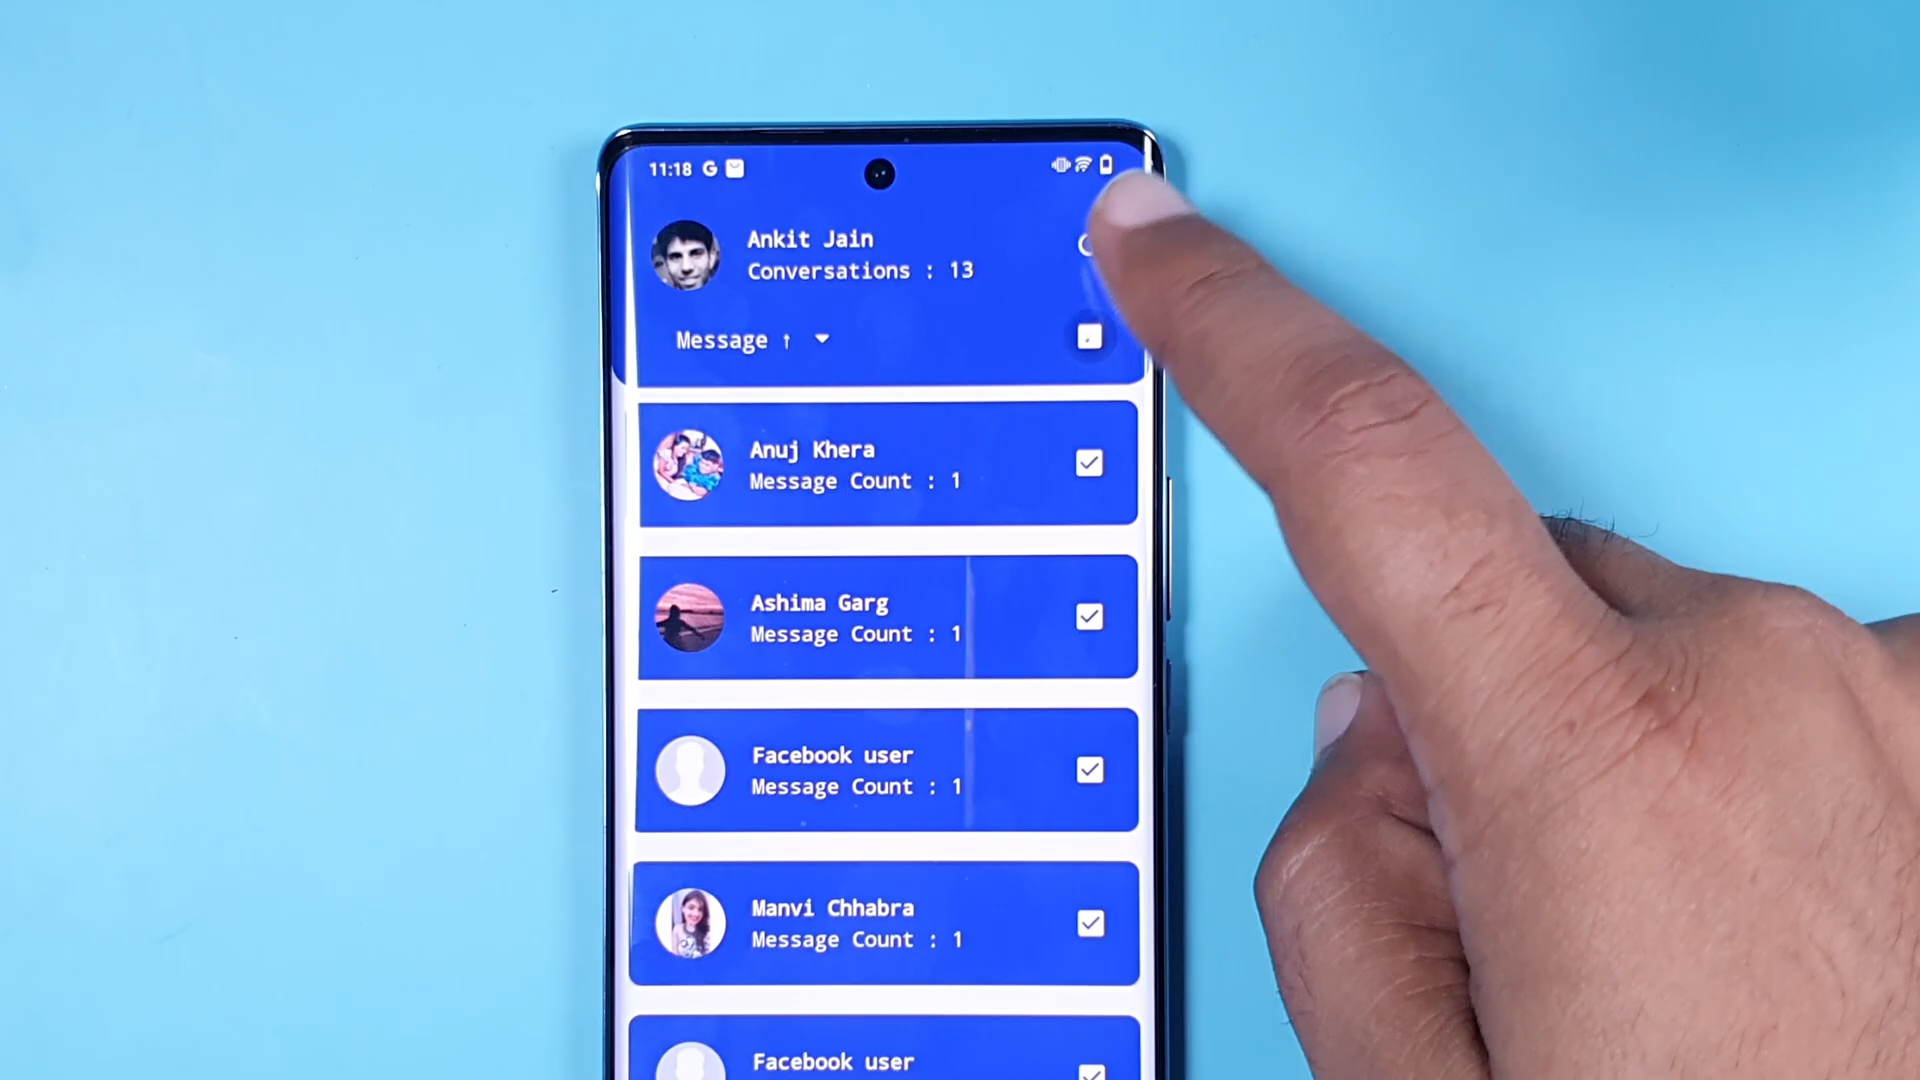 11:18 G
Ankit Jain
Conversations : 13
Message ↑
Anuj Khera
Message Count : 1
Ashima Garg
Message Count : 1
Facebook user
Message Count : 1
Manvi Chhabra
Message Count : 1
Facebook user